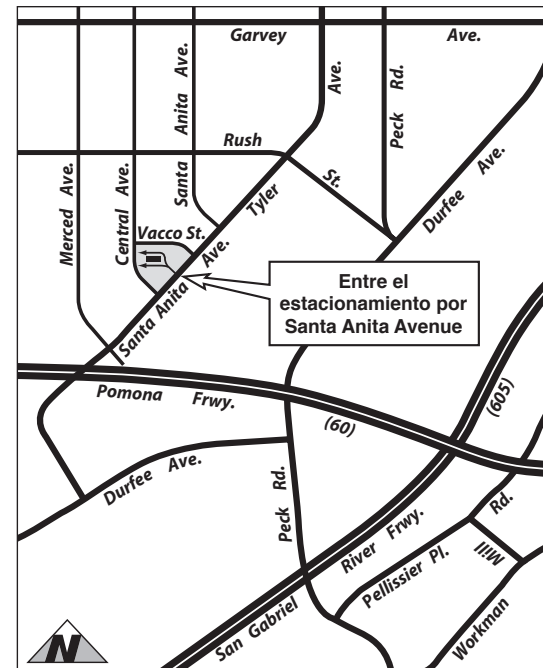 Garvey Ave.
Merced Ave.
Central Ave.
Santa Anita Ave.
Tyler Ave.
Peck Rd.
Rush St.
Durfee Ave.
Vacco St.
Santa Anita Ave.
Entre el
estacionamiento por
Santa Anita Avenue
Pomona Frwy.
(60)
(605)
Durfee Ave.
Peck Rd.
San Gabriel River Frwy.
Pellissier Pl.
Workman Mill Rd.
N